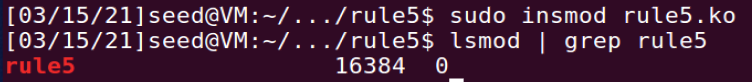 [03/15/21]seed@VM:~/.../rule5$ sudo insmod rule5.ko
[03/15/21]seed@VM:~/.../rule5$ lsmod | grep rule5
rule5                  16384  0